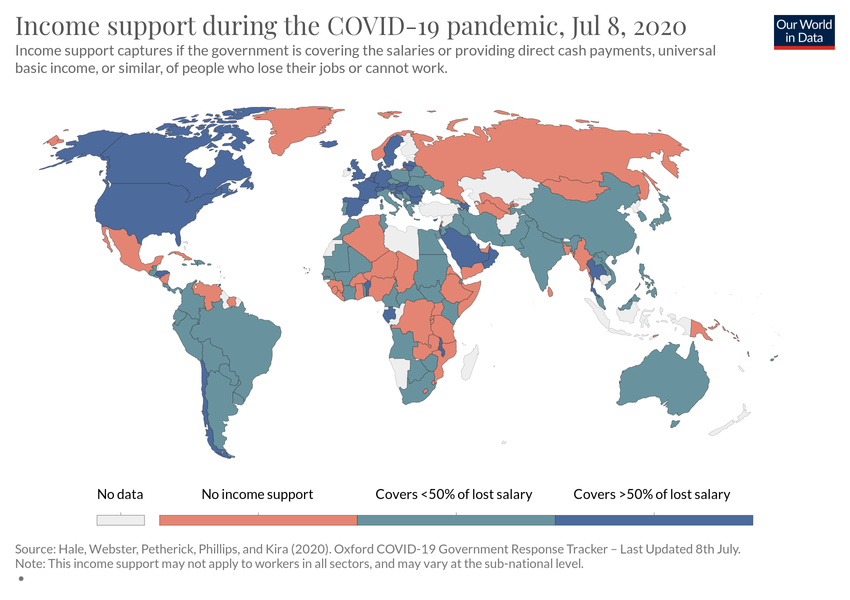 Income support during the COVID-19 pandemic, Jul 8, 2020
Our World
in Data
Income support captures if the government is covering the salaries or providing direct cash payments, universal
basic income, or similar, of people who lose their jobs or cannot work.
No data
No income support
Covers <50% of lost salary
Covers >50% of lost salary
Source: Hale, Webster, Petherick, Phillips, and Kira (2020). Oxford COVID-19 Government Response Tracker – Last Updated 8th July.
Note: This income support may not apply to workers in all sectors, and may vary at the sub-national level.
•